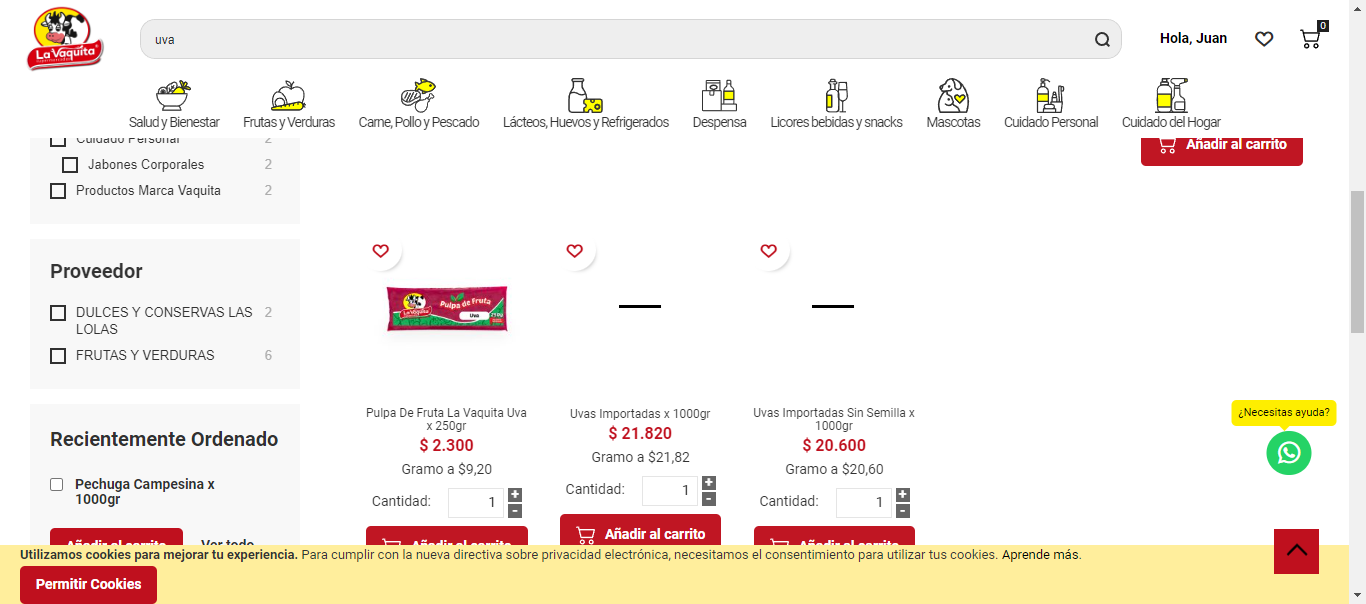 La Vaquita
uva
Hola, Juan
0
Salud y Bienestar
Frutas y Verduras
Carne, Pollo y Pescado
Lácteos, Huevos y Refrigerados
Despensa
Licores bebidas y snacks
Mascotas
Cuidado Personal
Cuidado del Hogar
Cuidado Personal 2
Jabones Corporales 2
Productos Marca Vaquita 2
Añadir al carrito
Proveedor
DULCES Y CONSERVAS LAS 2
LOLAS
FRUTAS Y VERDURAS 6
Recientemente Ordenado
Pechuga Campesina x
1000gr
Añadir al carrito Ver todo
La Vaquita
Pulpa de Fruta
Uva
Pulpa De Fruta La Vaquita Uva
x 250gr
$ 2.300
Gramo a $9,20
Cantidad: 1 + -
Añadir al carrito
Uvas Importadas x 1000gr
$ 21.820
Gramo a $21,82
Cantidad: 1 + -
Añadir al carrito
Uvas Importadas Sin Semilla x
1000gr
$ 20.600
Gramo a $20,60
Cantidad: 1 + -
Añadir al carrito
¿Necesitas ayuda?
Utilizamos cookies para mejorar tu experiencia. Para cumplir con la nueva directiva sobre privacidad electrónica, necesitamos el consentimiento para utilizar tus cookies. Aprende más.
Permitir Cookies